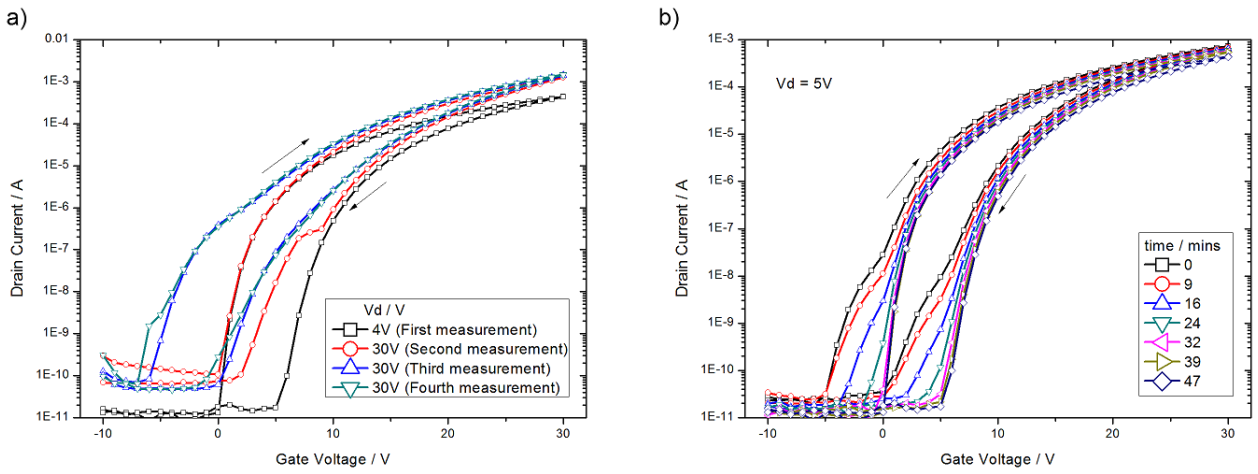 a)
0.01
1E-3
1E-4
1E-5
1E-6
1E-7
1E-8
1E-9
1E-10
1E-11
Drain Current / A
-10
0
10
20
30
Gate Voltage / V
Vd / V
4V (First measurement)
30V (Second measurement)
30V (Third measurement)
30V (Fourth measurement)
b)
1E-3
1E-4
1E-5
1E-6
1E-7
1E-8
1E-9
1E-10
1E-11
Drain Current / A
-10
0
10
20
30
Gate Voltage / V
Vd = 5V
time / mins
0
9
16
24
32
39
47